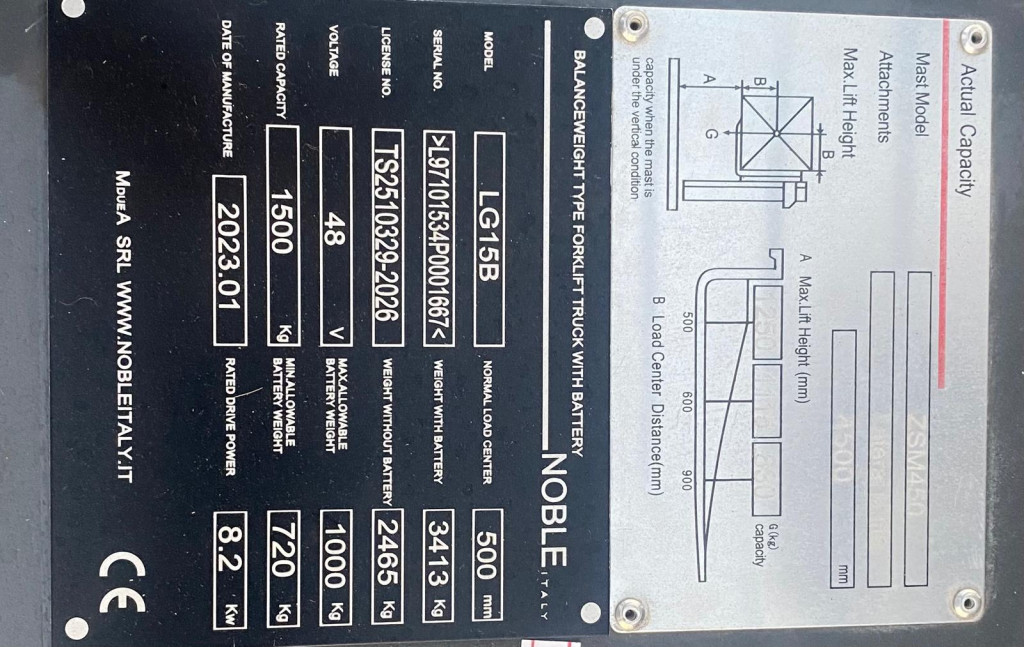 Actual Capacity
Mast Model ZSM450
Attachments
Max.Lift Height 4500 mm
A Max.Lift Height (mm)
B
B
A
G
G (kg)
capacity
500 600 900
capacity when the mast is
under the vertical condition
B Load Center Distance(mm)
NOBLE ITALY
BALANCEWEIGHT TYPE FORKLIFT TRUCK WITH BATTERY
MODEL LG15B NORMAL LOAD CENTER 500 mm
SERIAL NO. >L97101534P0001667< WEIGHT WITH BATTERY 3413 Kg
LICENSE NO. TS2510329-2026 WEIGHT WITHOUT BATTERY 2465 Kg
VOLTAGE 48 V MAX.ALLOWABLE BATTERY WEIGHT 1000 Kg
RATED CAPACITY 1500 Kg MIN.ALLOWABLE BATTERY WEIGHT 720 Kg
DATE OF MANUFACTURE 2023.01 RATED DRIVE POWER 8.2 Kw
MDUEA SRL WWW.NOBLEITALY.IT CE